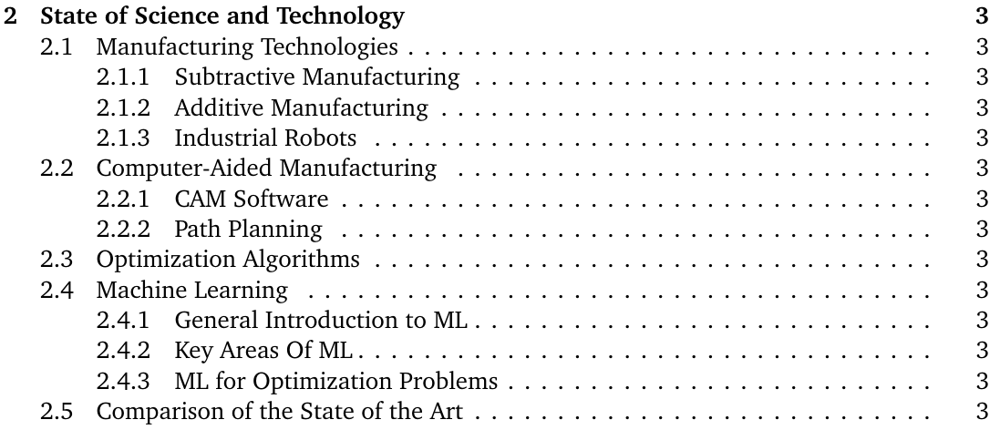 2 State of Science and Technology 3
2.1 Manufacturing Technologies . . . . . . . . . . . . . . . . . . . . . . . . . . . . . . . . 3
2.1.1 Subtractive Manufacturing . . . . . . . . . . . . . . . . . . . . . . . . . . . . 3
2.1.2 Additive Manufacturing . . . . . . . . . . . . . . . . . . . . . . . . . . . . . . 3
2.1.3 Industrial Robots . . . . . . . . . . . . . . . . . . . . . . . . . . . . . . . . . . 3
2.2 Computer-Aided Manufacturing . . . . . . . . . . . . . . . . . . . . . . . . . . . . . 3
2.2.1 CAM Software . . . . . . . . . . . . . . . . . . . . . . . . . . . . . . . . . . . . 3
2.2.2 Path Planning . . . . . . . . . . . . . . . . . . . . . . . . . . . . . . . . . . . . 3
2.3 Optimization Algorithms . . . . . . . . . . . . . . . . . . . . . . . . . . . . . . . . . . 3
2.4 Machine Learning . . . . . . . . . . . . . . . . . . . . . . . . . . . . . . . . . . . . . . 3
2.4.1 General Introduction to ML . . . . . . . . . . . . . . . . . . . . . . . . . . . . 3
2.4.2 Key Areas Of ML . . . . . . . . . . . . . . . . . . . . . . . . . . . . . . . . . . . 3
2.4.3 ML for Optimization Problems . . . . . . . . . . . . . . . . . . . . . . . . . . 3
2.5 Comparison of the State of the Art . . . . . . . . . . . . . . . . . . . . . . . . . . . . 3